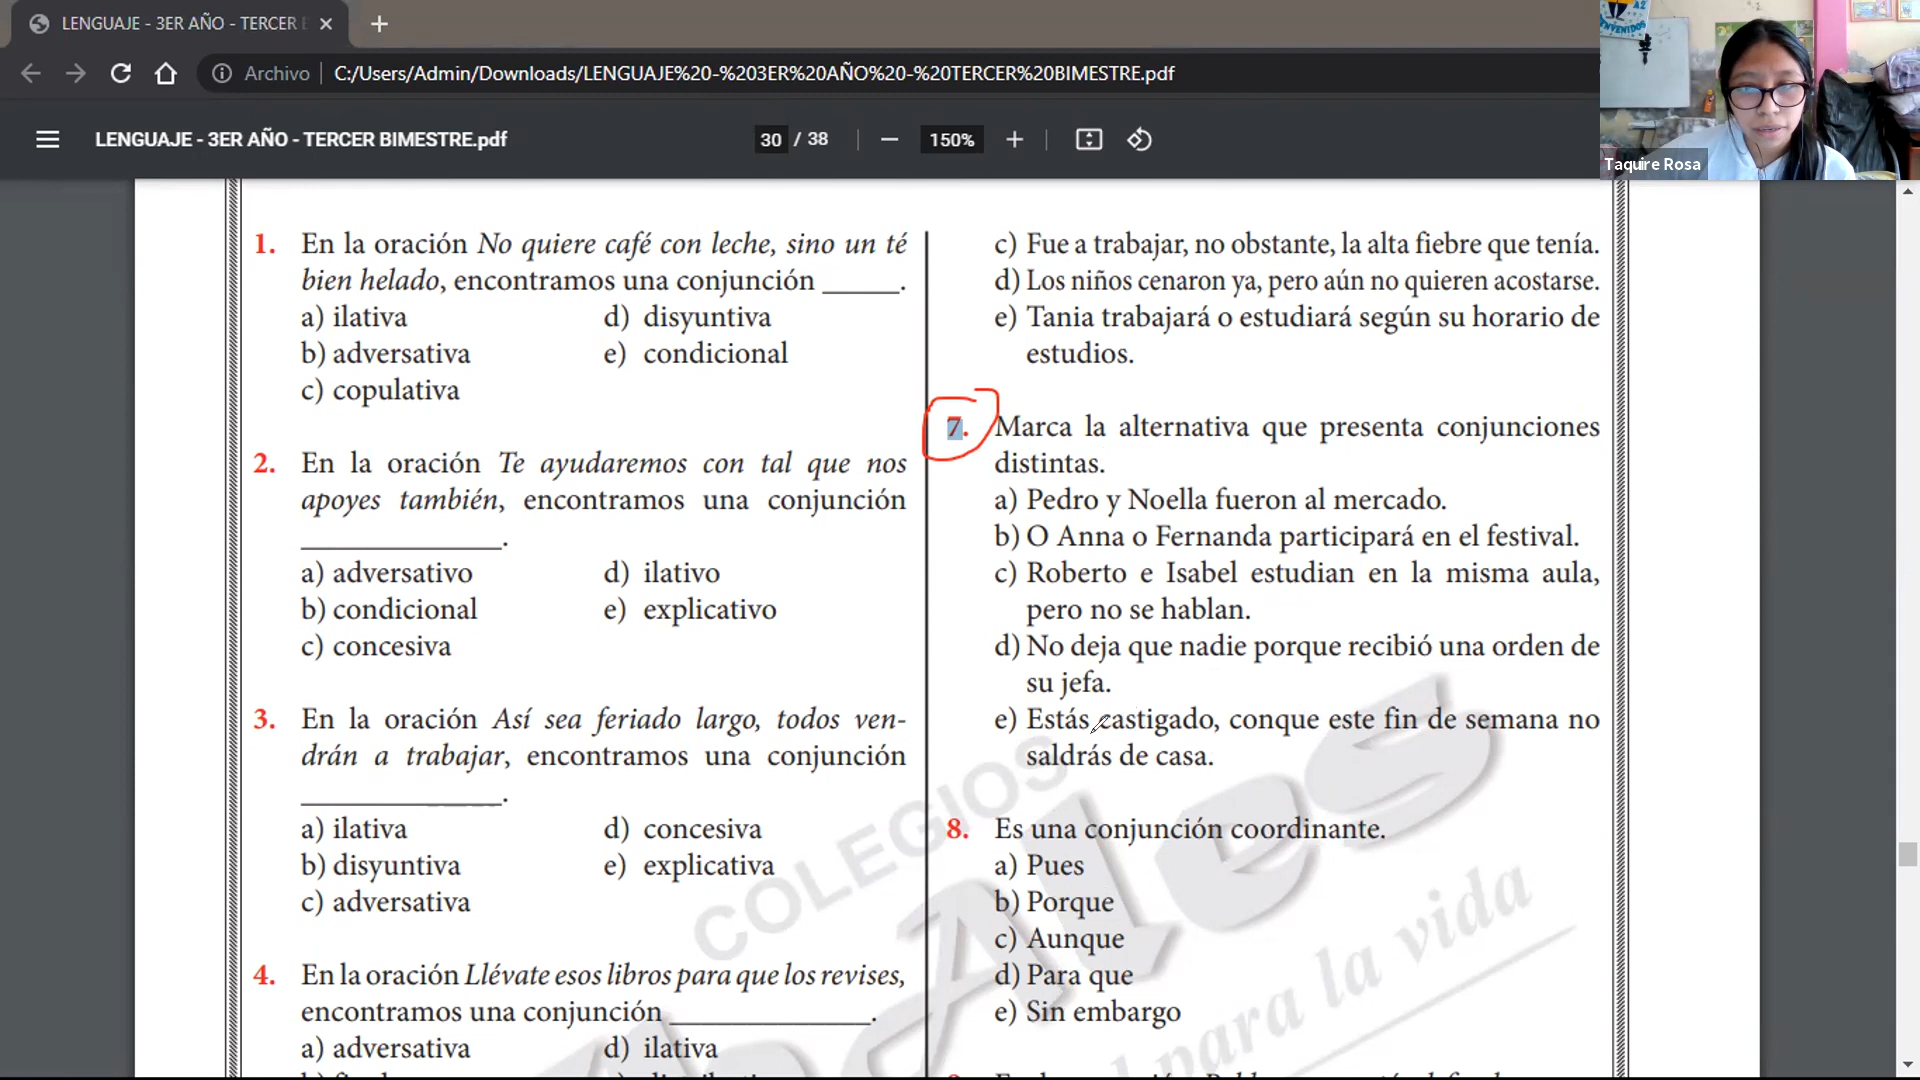 LENGUAJE - 3ER AÑO - TERCER
Archivo C:/Users/Admin/Downloads/LENGUAJE%20-%203ER%20AÑO%20-%20TERCER%20BIMESTRE.pdf
LENGUAJE - 3ER AÑO - TERCER BIMESTRE.pdf
30 / 38
150%
Taquire Rosa
1. En la oración No quiere café con leche, sino un té
bien helado, encontramos una conjunción ______.
a) ilativa d) disyuntiva
b) adversativa e) condicional
c) copulativa
2. En la oración Te ayudaremos con tal que nos
apoyes también, encontramos una conjunción
________________.
a) adversativo d) ilativo
b) condicional e) explicativo
c) concesiva
3. En la oración Así sea feriado largo, todos ven-
drán a trabajar, encontramos una conjunción
________________.
a) ilativa d) concesiva
b) disyuntiva e) explicativa
c) adversativa
4. En la oración Llévate esos libros para que los revises,
encontramos una conjunción ________________.
a) adversativa d) ilativa
c) Fue a trabajar, no obstante, la alta fiebre que tenía.
d) Los niños cenaron ya, pero aún no quieren acostarse.
e) Tania trabajará o estudiará según su horario de
estudios.
7. Marca la alternativa que presenta conjunciones
distintas.
a) Pedro y Noella fueron al mercado.
b) O Anna o Fernanda participará en el festival.
c) Roberto e Isabel estudian en la misma aula,
pero no se hablan.
d) No deja que nadie porque recibió una orden de
su jefa.
e) Estás castigado, conque este fin de semana no
saldrás de casa.
8. Es una conjunción coordinante.
a) Pues
b) Porque
c) Aunque
d) Para que
e) Sin embargo
COLEGIOS
para la vida